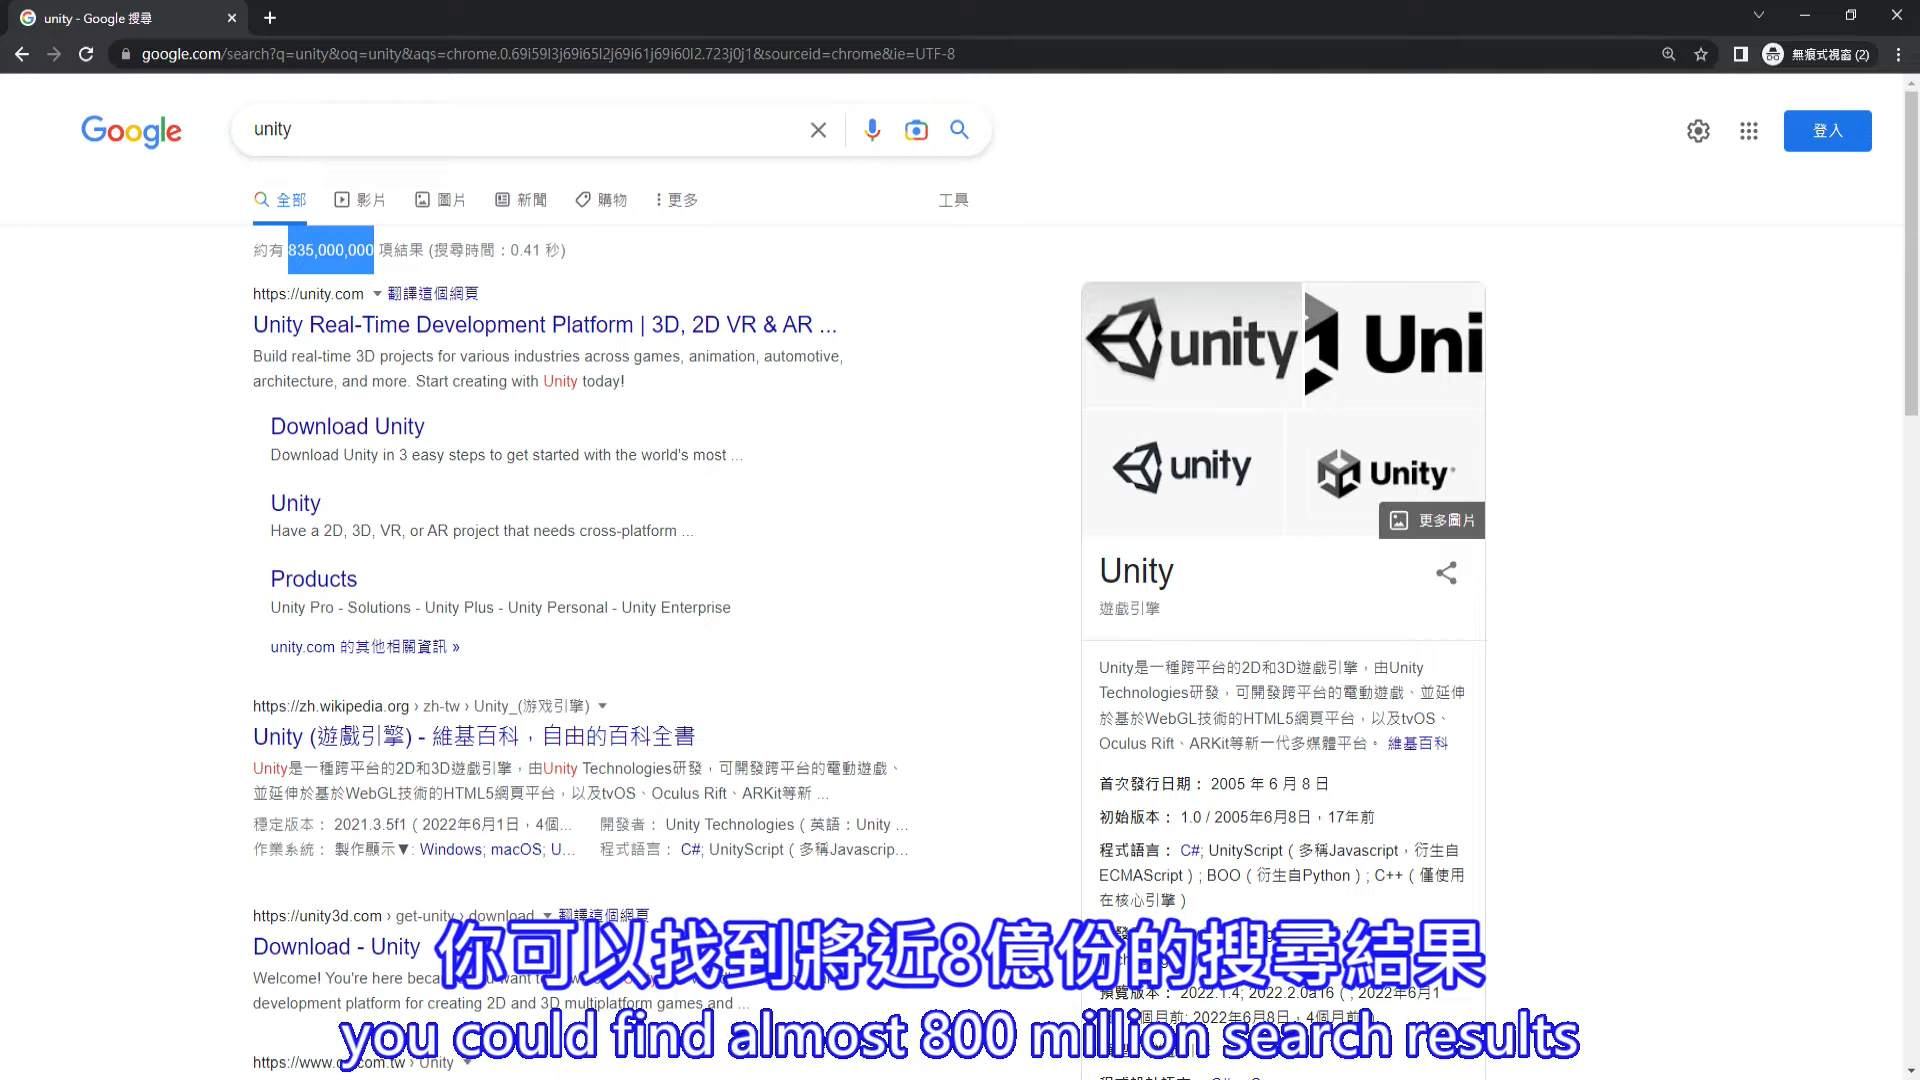 unity - Google 搜尋
google.com/search?q=unity&oq=unity&aqs=chrome.0.69i59l3j69i65l2j69i61j69i60l2.723j0j1&sourceid=chrome&ie=UTF-8
無痕式視窗 (2)
Google
unity
登入
全部 影片 圖片 新聞 購物 更多 工具
約有 835,000,000 項結果 (搜尋時間：0.41 秒)
https://unity.com 翻譯這個網頁
Unity Real-Time Development Platform | 3D, 2D VR & AR ...
Build real-time 3D projects for various industries across games, animation, automotive,
architecture, and more. Start creating with Unity today!
Download Unity
Download Unity in 3 easy steps to get started with the world's most ...
Unity
Have a 2D, 3D, VR, or AR project that needs cross-platform ...
Products
Unity Pro - Solutions - Unity Plus - Unity Personal - Unity Enterprise
unity.com 的其他相關資訊 »
https://zh.wikipedia.org › zh-tw › Unity_(游戏引擎)
Unity (遊戲引擎) - 維基百科，自由的百科全書
Unity是一種跨平台的2D和3D遊戲引擎，由Unity Technologies研發，可開發跨平台的電動遊戲、
並延伸於基於WebGL技術的HTML5網頁平台，以及tvOS、Oculus Rift、ARKit等新 ...
穩定版本： 2021.3.5f1 ( 2022年6月1日，4個... 開發者： Unity Technologies ( 英語：Unity ...
作業系統： 製作顯示▼: Windows; macOS; U... 程式語言： C#; UnityScript ( 多稱Javascrip...
https://unity3d.com › get-unity › download 翻譯這個網頁
Download - Unity
Welcome! You're here
development platform for creating 2D and 3D multiplatform games and ...
Unity
unity
Uni
unity
Unity
更多圖片
Unity
遊戲引擎
Unity是一種跨平台的2D和3D遊戲引擎，由Unity
Technologies研發，可開發跨平台的電動遊戲、並延伸
於基於WebGL技術的HTML5網頁平台，以及tvOS、
Oculus Rift、ARKit等新一代多媒體平台。 維基百科
首次發行日期： 2005 年 6 月 8 日
初始版本： 1.0 / 2005年6月8日，17年前
程式語言： C#; UnityScript ( 多稱Javascript，衍生自
ECMAScript ) ; BOO ( 衍生自Python ) ; C++ ( 僅使用
在核心引擎 )
預覽版本： 2022.1.4; 2022.2.0a16 ( , 2022年6月1
個月前: 2022年6月8日，4個月前
你可以找到將近8億份的搜尋結果
you could find almost 800 million search results